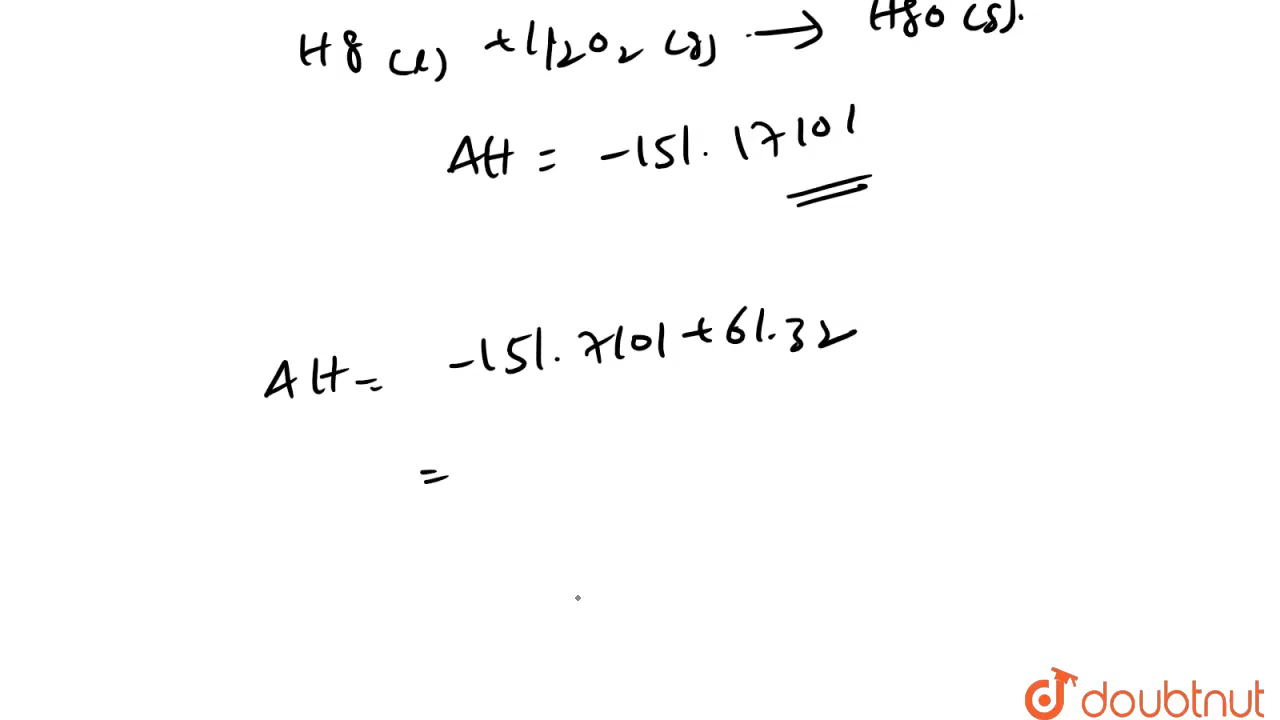 Hg (l) + 1/2 O2 (g) → HgO (s).
ΔH = -151.17101
ΔH = -151.7101 + 61.32
=
doubtnut